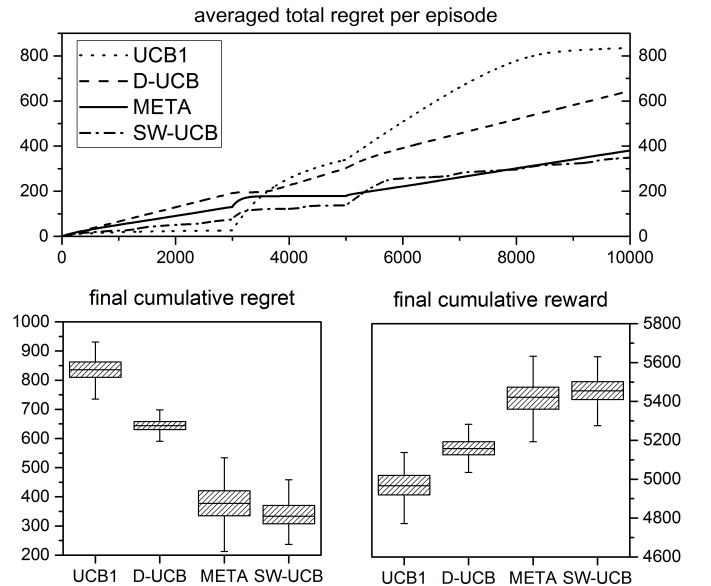 averaged total regret per episode
800
600
400
200
0
UCB1
D-UCB
META
SW-UCB
800
600
400
200
0
0 2000 4000 6000 8000 10000
final cumulative regret
1000
900
800
700
600
500
400
300
200
UCB1 D-UCB META SW-UCB
final cumulative reward
5800
5600
5400
5200
5000
4800
4600
UCB1 D-UCB META SW-UCB